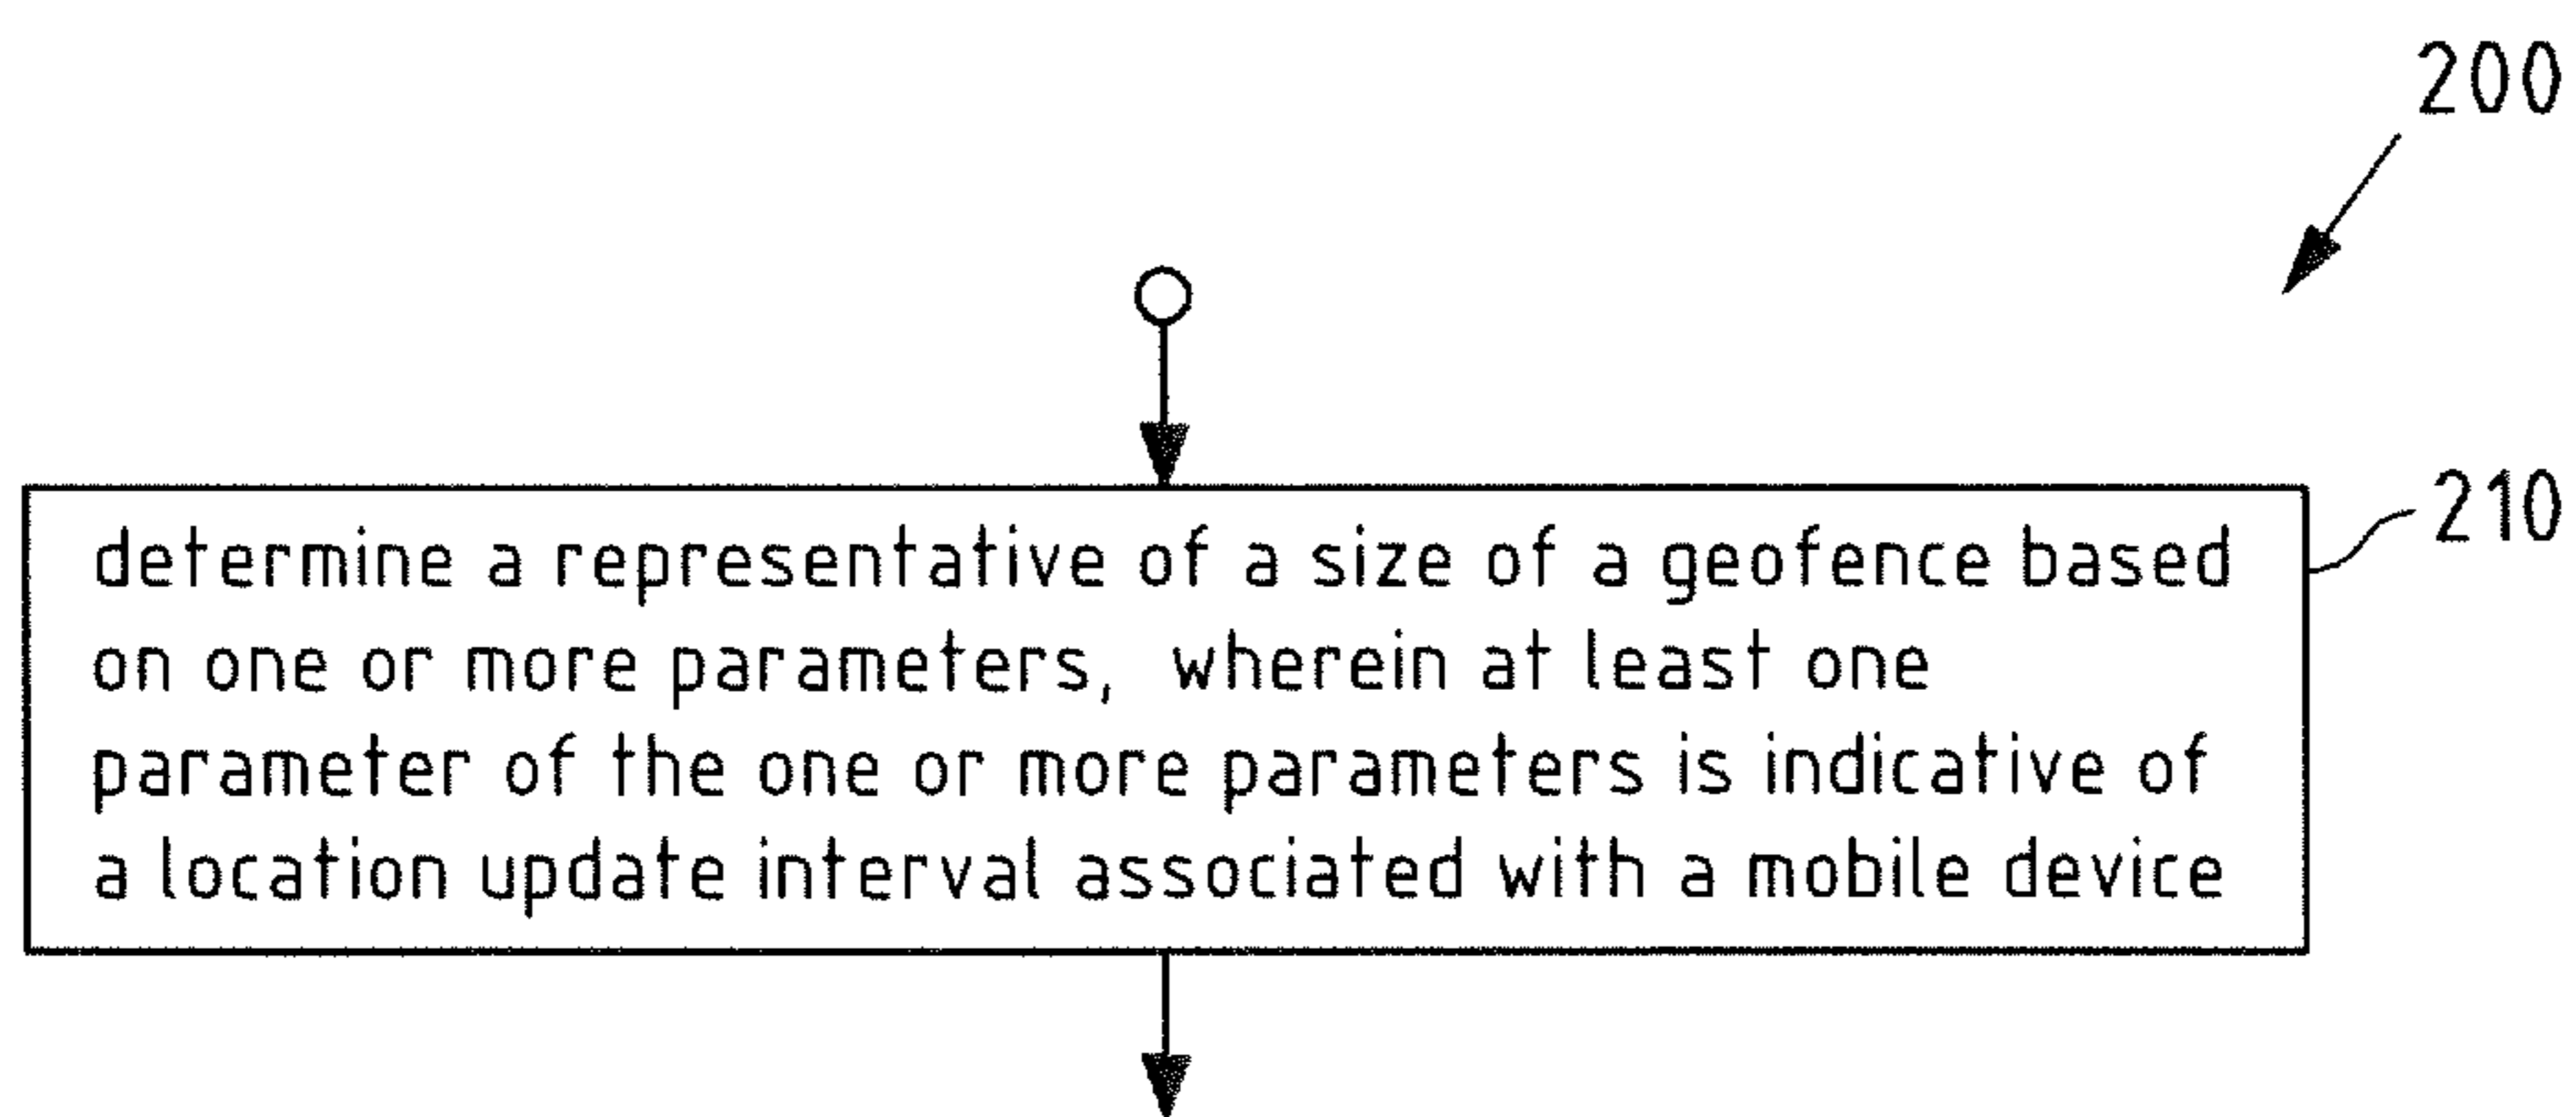 200
210
determine a representative of a size of a geofence based
on one or more parameters, wherein at least one
parameter of the one or more parameters is indicative of
a location update interval associated with a mobile device